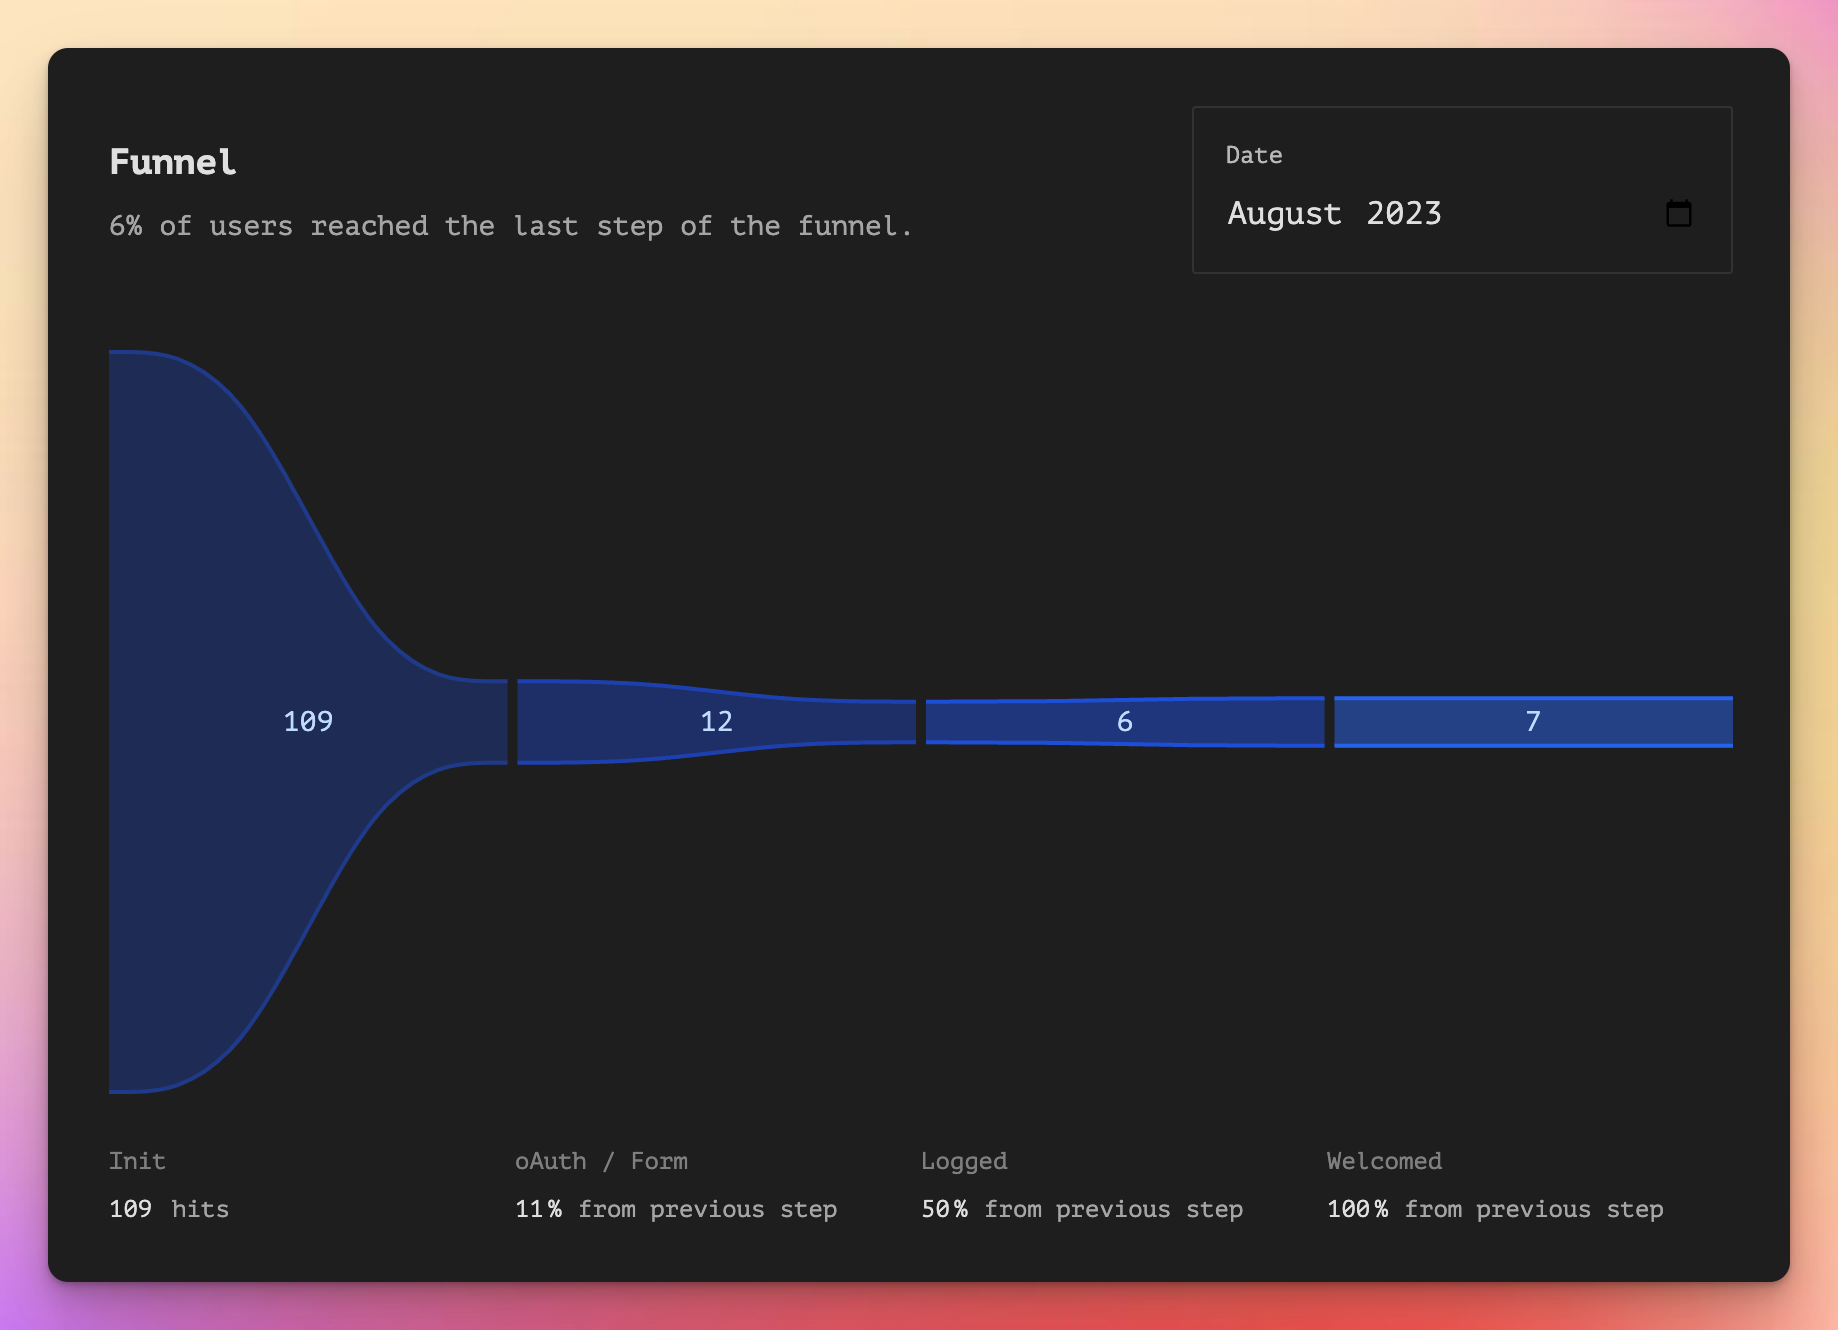 Funnel
6% of users reached the last step of the funnel.
Date
August 2023
109
12
6
7
Init
109 hits
oAuth / Form
11% from previous step
Logged
50% from previous step
Welcomed
100% from previous step